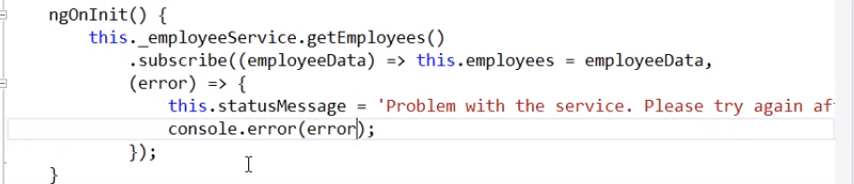 ngOnInit() {
this._employeeService.getEmployees()
.subscribe((employeeData) => this.employees = employeeData,
(error) => {
this.statusMessage = 'Problem with the service. Please try again
console.error(error);
});
}